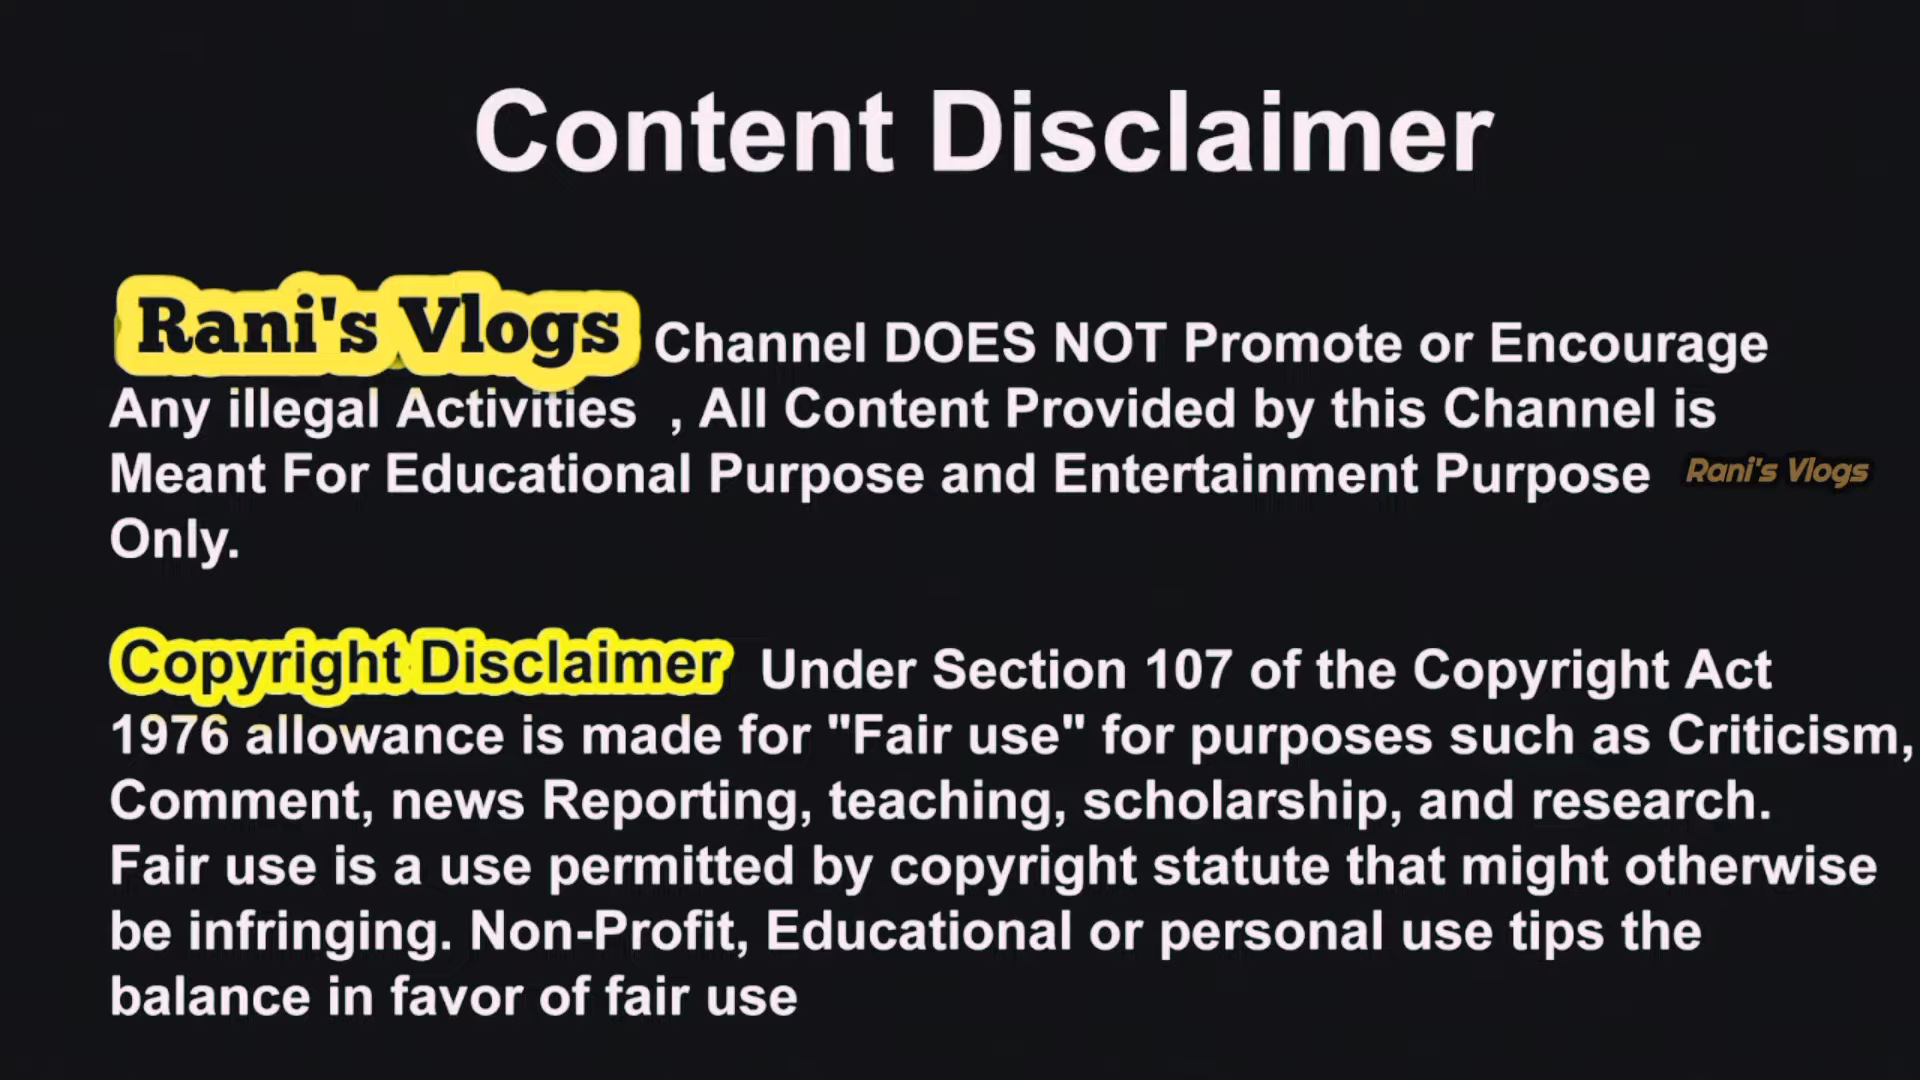 Content Disclaimer
Rani's Vlogs Channel DOES NOT Promote or Encourage
Any illegal Activities , All Content Provided by this Channel is
Meant For Educational Purpose and Entertainment Purpose
Rani's Vlogs
Only.
Copyright Disclaimer Under Section 107 of the Copyright Act
1976 allowance is made for "Fair use" for purposes such as Criticism,
Comment, news Reporting, teaching, scholarship, and research.
Fair use is a use permitted by copyright statute that might otherwise
be infringing. Non-Profit, Educational or personal use tips the
balance in favor of fair use